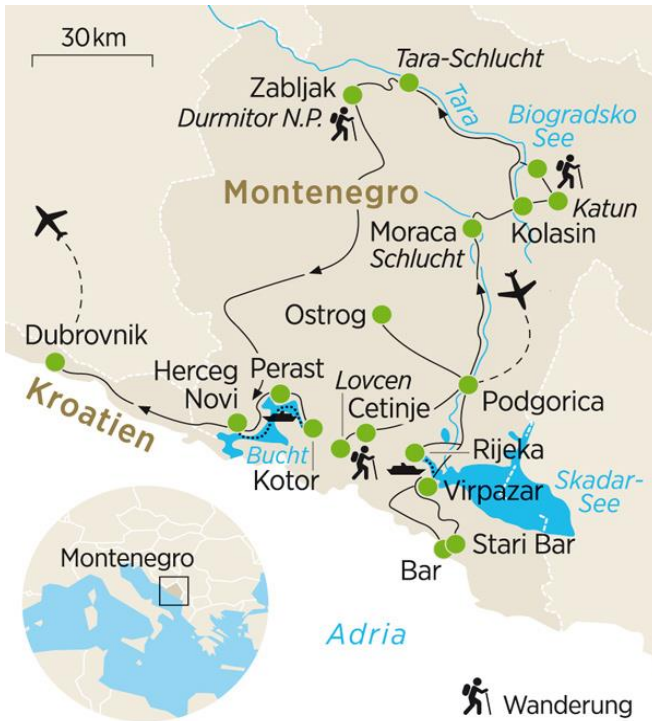 30 km
Tara-Schlucht
Zabljak
Durmitor N.P.
Tara
Biogradsko
See
Montenegro
Katun
Moraca
Schlucht
Kolasin
Ostrog
Dubrovnik
Kroatien
Herceg
Novi
Perast
Lovcen
Cetinje
Podgorica
Bucht
Kotor
Rijeka
Virpazar
Skadar-
See
Stari Bar
Bar
Montenegro
Adria
Wanderung